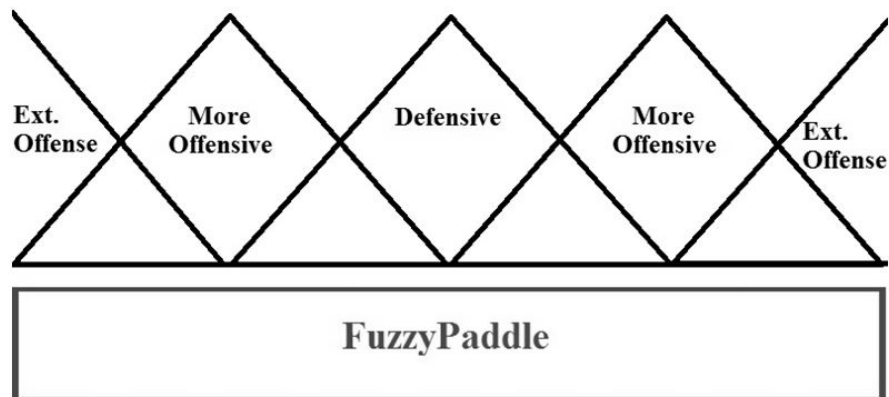 Ext.
Offense
More
Offensive
Defensive
More
Offensive
Ext.
Offense
FuzzyPaddle